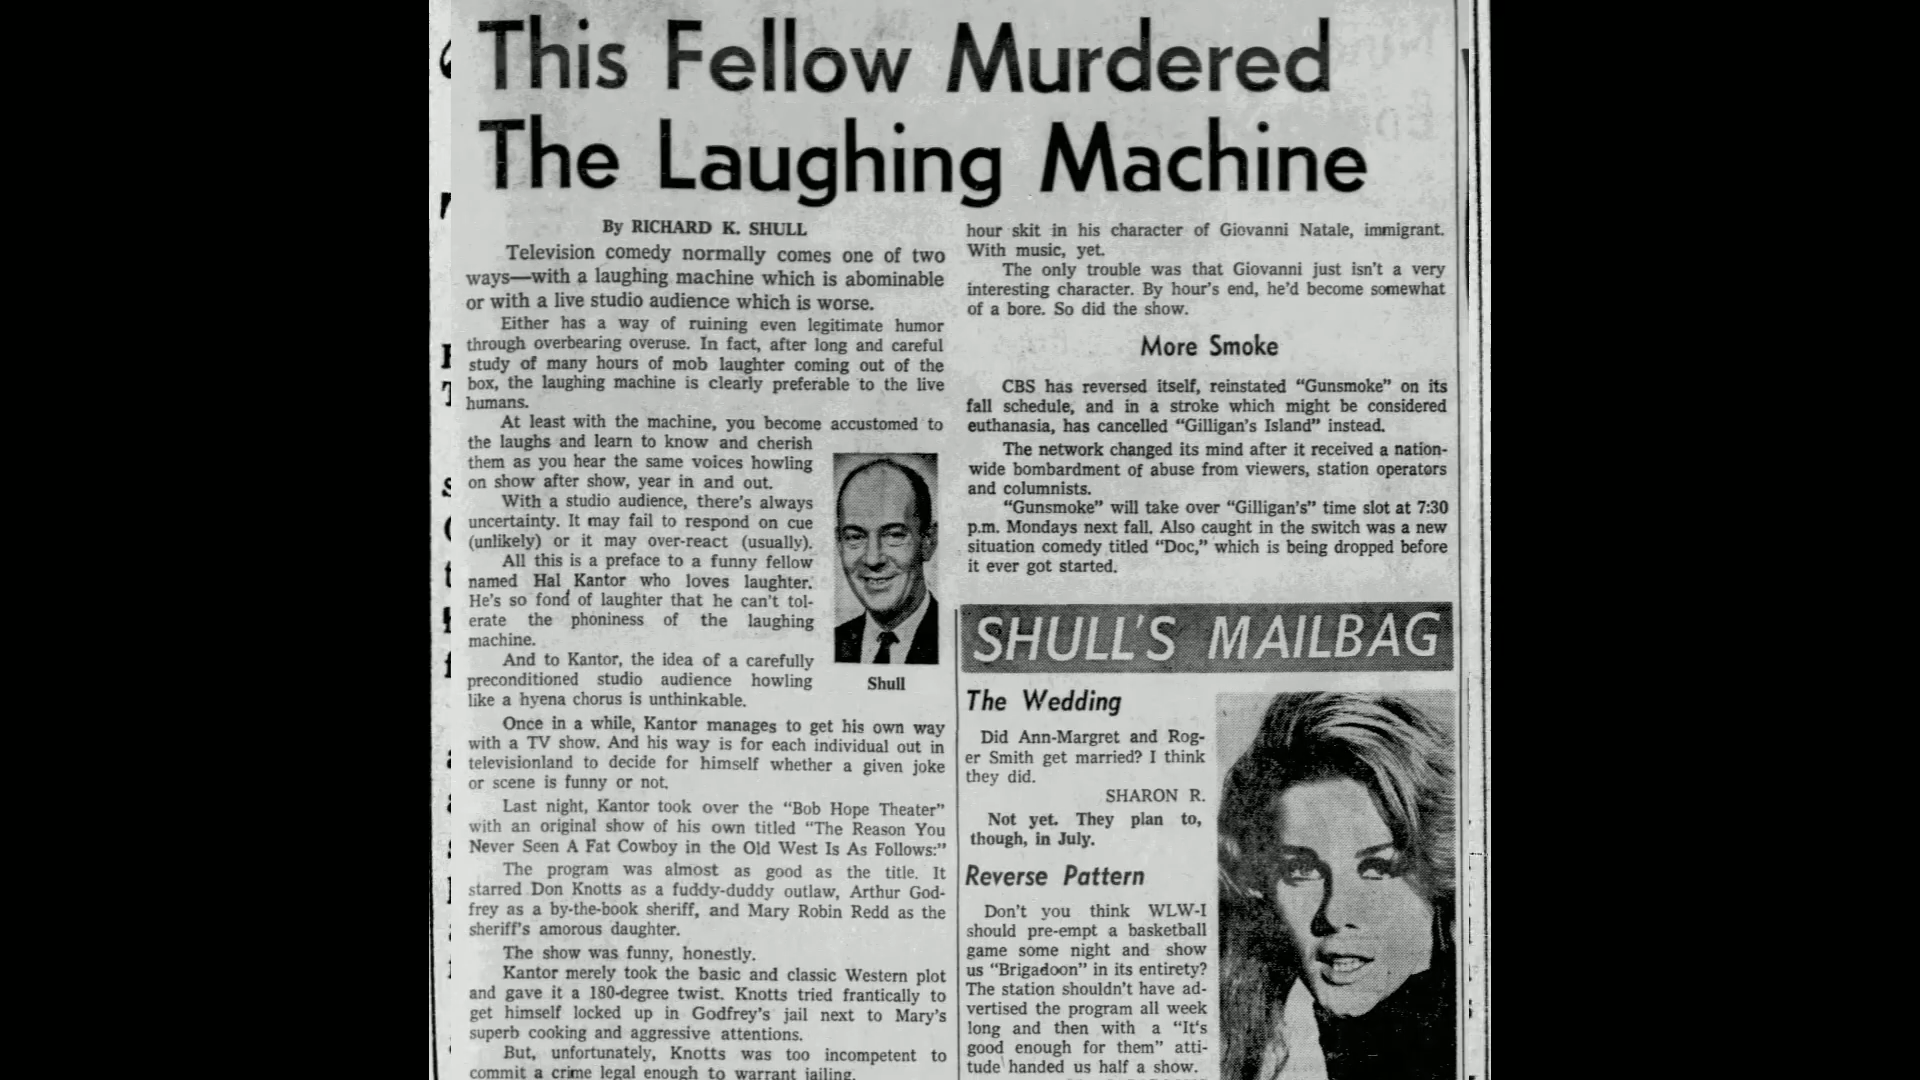 This Fellow Murdered
The Laughing Machine
By RICHARD K. SHULL
Television comedy normally comes one of two
ways—with a laughing machine which is abominable
or with a live studio audience which is worse.
Either has a way of ruining even legitimate humor
through overbearing overuse. In fact, after long and careful
study of many hours of mob laughter coming out of the
box, the laughing machine is clearly preferable to the live
humans.
At least with the machine, you become accustomed to
the laughs and learn to know and cherish
them as you hear the same voices howling
on show after show, year in and out.
With a studio audience, there's always
uncertainty. It may fail to respond on cue
(unlikely) or it may over-react (usually).
All this is a preface to a funny fellow
named Hal Kantor who loves laughter.
He's so fond of laughter that he can't tol-
erate the phoniness of the laughing
machine.
And to Kantor, the idea of a carefully
preconditioned studio audience howling
like a hyena chorus is unthinkable.
Shull
Once in a while, Kantor manages to get his own way
with a TV show. And his way is for each individual out in
televisionland to decide for himself whether a given joke
or scene is funny or not.
Last night, Kantor took over the "Bob Hope Theater"
with an original show of his own titled "The Reason You
Never Seen A Fat Cowboy in the Old West Is As Follows:"
The program was almost as good as the title. It
starred Don Knotts as a fuddy-duddy outlaw, Arthur God-
frey as a by-the-book sheriff, and Mary Robin Redd as the
sheriff's amorous daughter.
The show was funny, honestly.
Kantor merely took the basic and classic Western plot
and gave it a 180-degree twist. Knotts tried frantically to
get himself locked up in Godfrey's jail next to Mary's
superb cooking and aggressive attentions.
But, unfortunately, Knotts was too incompetent to
commit a crime legal enough to warrant jailing.
hour skit in his character of Giovanni Natale, immigrant.
With music, yet.
The only trouble was that Giovanni just isn't a very
interesting character. By hour's end, he'd become somewhat
of a bore. So did the show.
More Smoke
CBS has reversed itself, reinstated "Gunsmoke" on its
fall schedule, and in a stroke which might be considered
euthanasia, has cancelled "Gilligan's Island" instead.
The network changed its mind after it received a nation-
wide bombardment of abuse from viewers, station operators
and columnists.
"Gunsmoke" will take over "Gilligan's" time slot at 7:30
p.m. Mondays next fall. Also caught in the switch was a new
situation comedy titled "Doc," which is being dropped before
it ever got started.
SHULL'S MAILBAG
The Wedding
Did Ann-Margret and Rog-
er Smith get married? I think
they did.
SHARON R.
Not yet. They plan to,
though, in July.
Reverse Pattern
Don't you think WLW-I
should pre-empt a basketball
game some night and show
us "Brigadoon" in its entirety?
The station shouldn't have ad-
vertised the program all week
long and then with a "It's
good enough for them" atti-
tude handed us half a show.